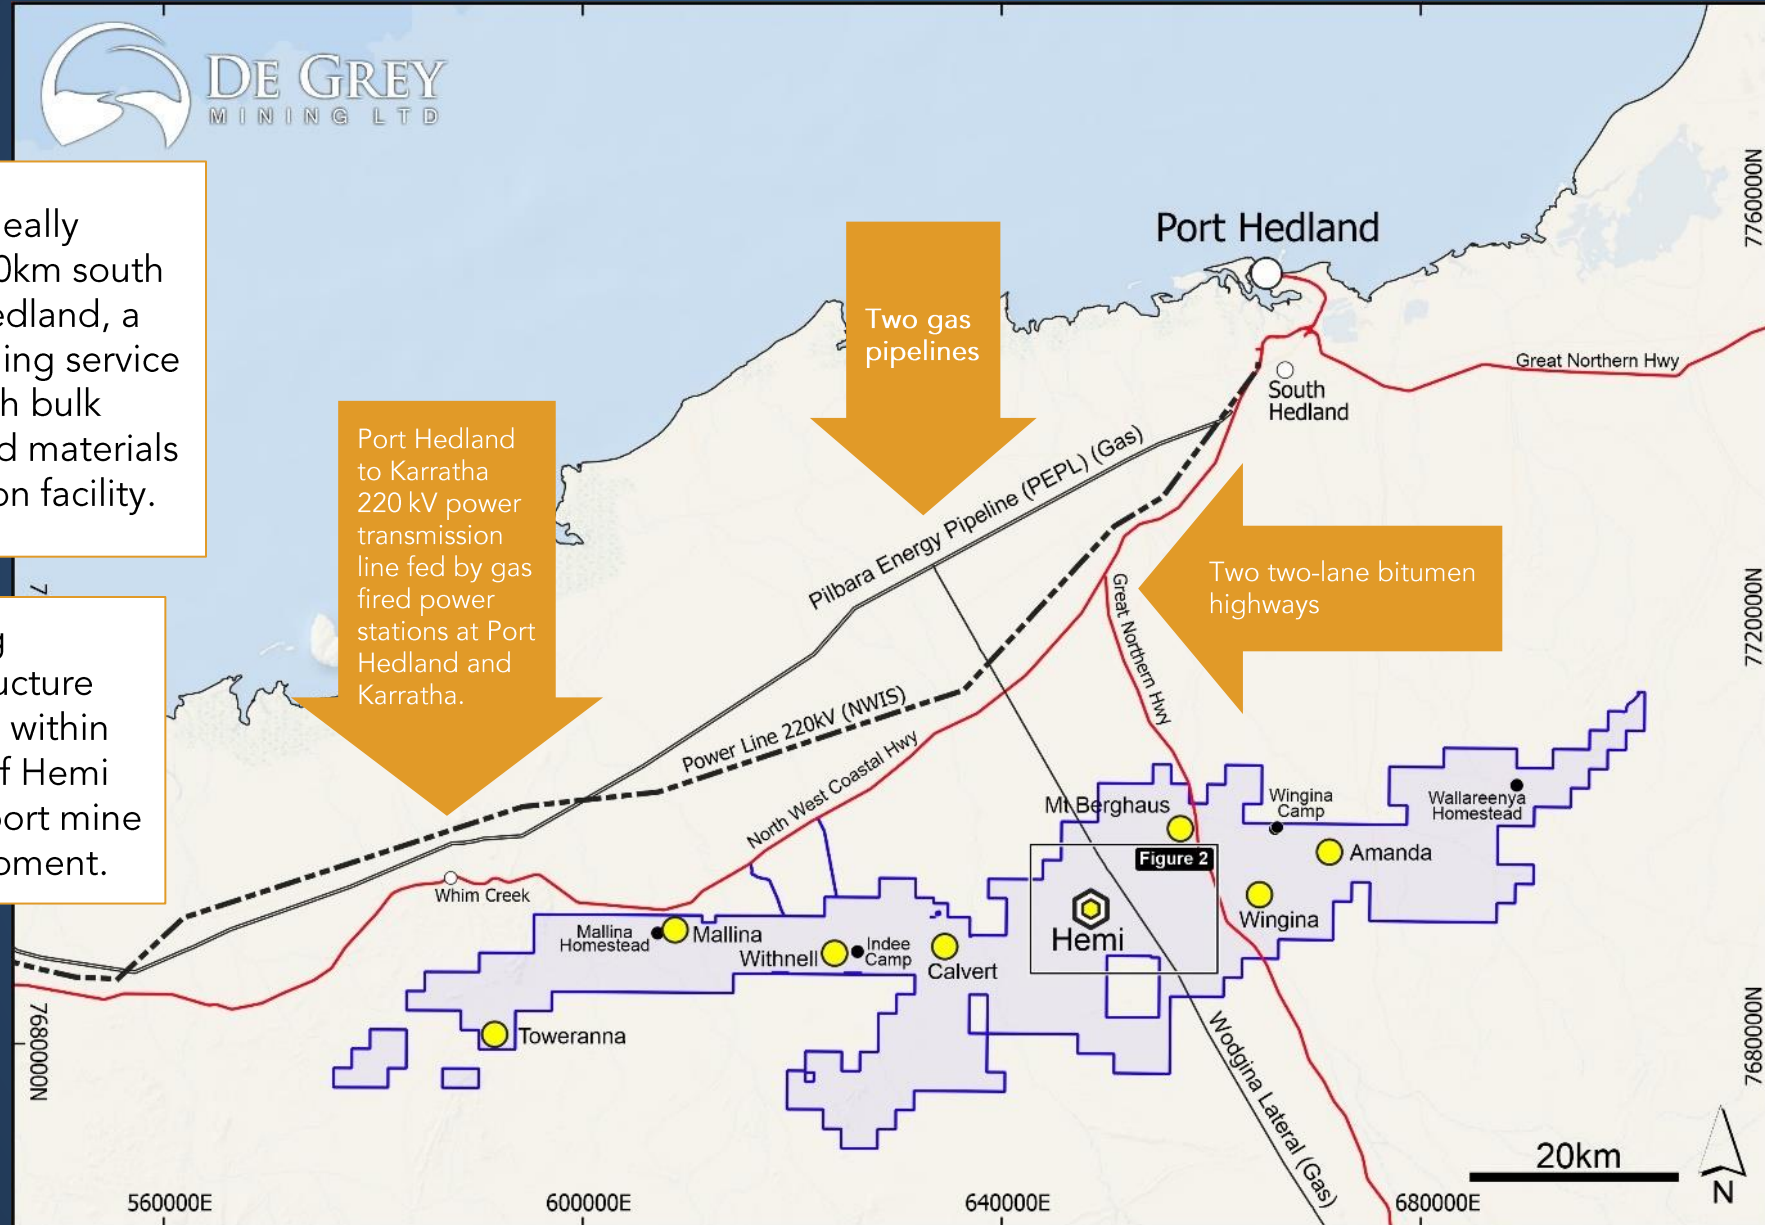 DE GREY
MINING LTD
eally
0km south
edland, a
ing service
h bulk
d materials
on facility.
g
ucture
within
f Hemi
port mine
oment.
Port Hedland
to Karratha
220 kV power
transmission
line fed by gas
fired power
stations at Port
Hedland and
Karratha.
Two gas
pipelines
Two two-lane bitumen
highways
Port Hedland
South
Hedland
Great Northern Hwy
Pilbara Energy Pipeline (PEPL) (Gas)
Power Line 220kV (NWIS)
North West Coastal Hwy
Great Northern Hwy
Whim Creek
Mallina
Homestead
Mallina
Withnell
Indee
Camp
Calvert
Toweranna
Mt Berghaus
Figure 2
Hemi
Wingina
Camp
Amanda
Wingina
Wallareenya
Homestead
Wodgina Lateral (Gas)
20km
N
560000E
600000E
640000E
680000E
7760000N
7720000N
7680000N
7
7680000N